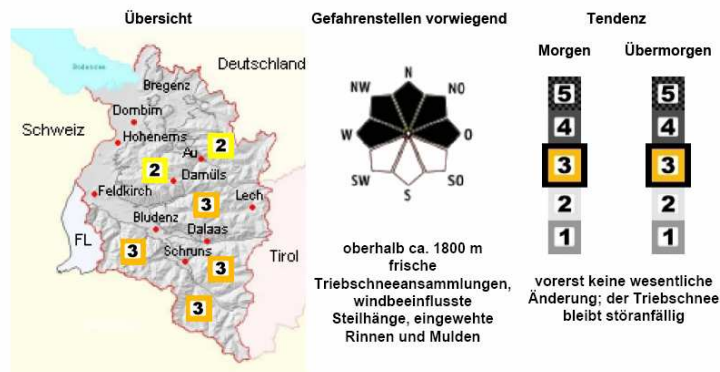 Übersicht
Bodensee
Deutschland
Bregenz
Dornbirn
Schweiz
Hohenems
2
Au
2
Damüls
Feldkirch
Lech
3
Bludenz
FL
Dalaas
3
Schruns
3
Tirol
3
Gefahrenstellen vorwiegend
N
NW
NO
W
O
SW
SO
S
oberhalb ca. 1800 m
frische
Triebschneeansammlungen,
windbeeinflusste
Steilhänge, eingewehte
Rinnen und Mulden
Tendenz
Morgen Übermorgen
5 5
4 4
3 3
2 2
1 1
vorerst keine wesentliche
Änderung; der Triebschnee
bleibt störanfällig